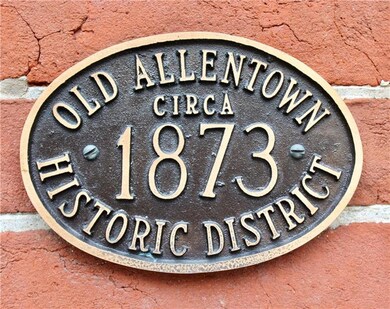 OLD ALLENTOWN
CIRCA
1873
HISTORIC DISTRICT